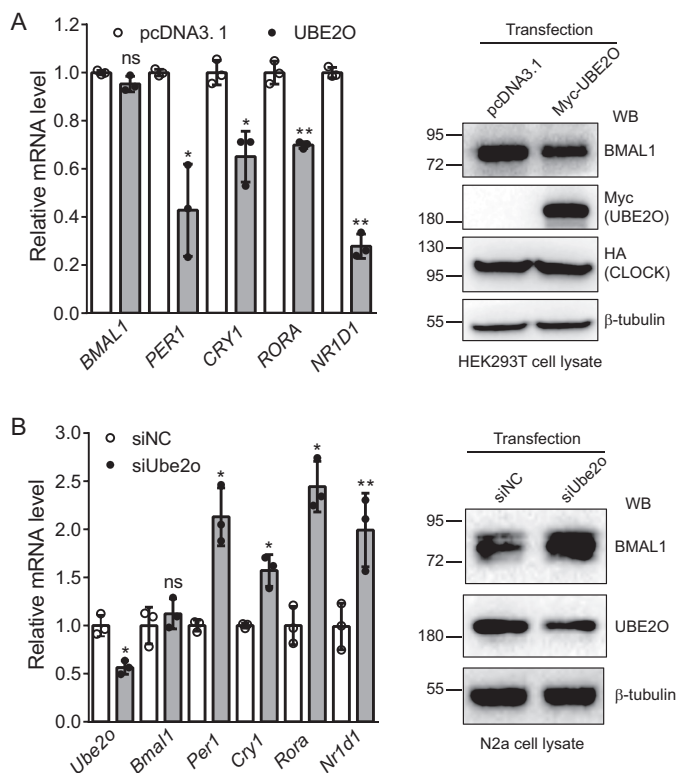 A
pcDNA3. 1
UBE2O
Relative mRNA level
1.0
0.8
0.6
0.4
0.2
0.0
ns
*
*
**
**
BMAL1
PER1
CRY1
RORA
NR1D1
Transfection
pcDNA3.1
Myc-UBE2O
WB
95
72
BMAL1
180
Myc
(UBE2O)
130
95
HA
(CLOCK)
55
β-tubulin
HEK293T cell lysate
B
siNC
siUbe2o
Relative mRNA level
3.0
2.5
2.0
1.5
1.0
0.5
0.0
*
ns
*
*
*
**
Ube2o
Bmal1
Per1
Cry1
Rora
Nr1d1
Transfection
siNC
siUbe2o
WB
95
72
BMAL1
180
UBE2O
55
β-tubulin
N2a cell lysate